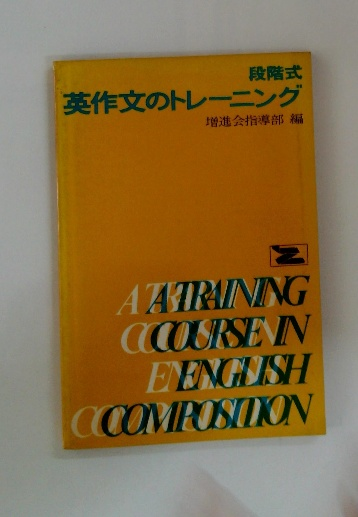 段階式
英作文のトレーニング
増進会指導部 編
Z
A TRAINING
COURSE IN
ENGLISH
COMPOSITION